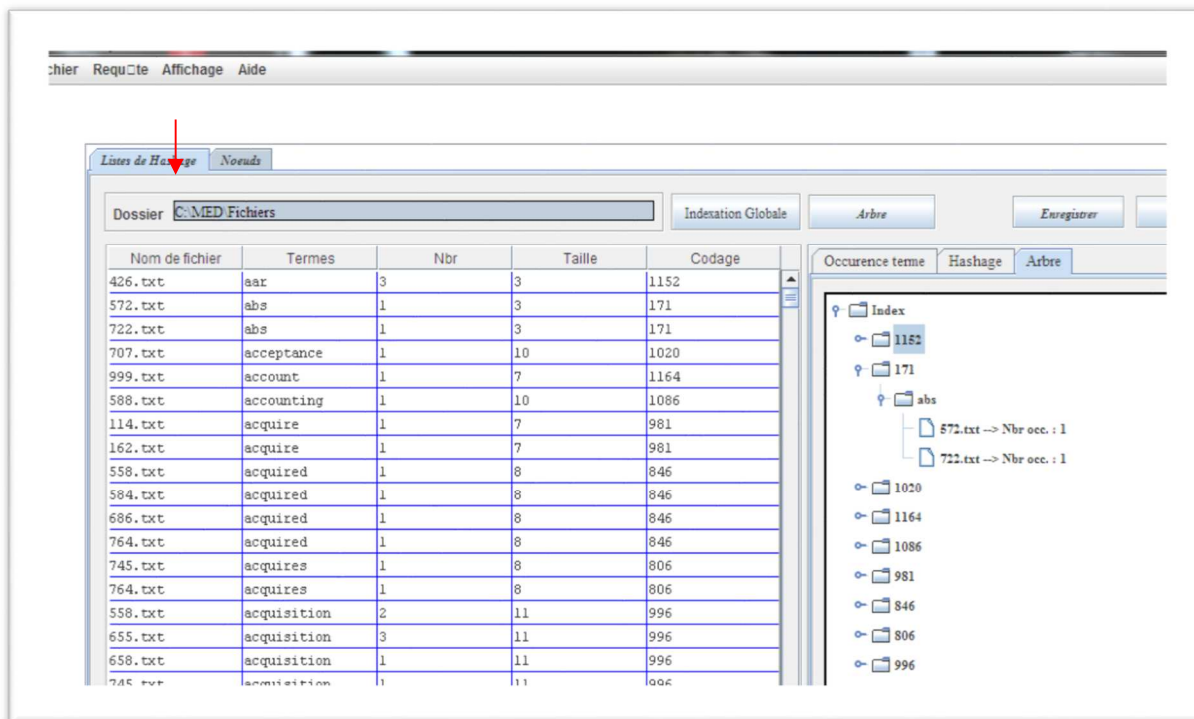 chier Requ□te Affichage Aide
Listes de Hashage Noeuds
Dossier C:\MED\Fichiers Indexation Globale Arbre Enregistrer
Nom de fichier Termes Nbr Taille Codage
426.txt aar 3 3 1152
572.txt abs 1 3 171
722.txt abs 1 3 171
707.txt acceptance 1 10 1020
999.txt account 1 7 1164
588.txt accounting 1 10 1086
114.txt acquire 1 7 981
162.txt acquire 1 7 981
558.txt acquired 1 8 846
584.txt acquired 1 8 846
686.txt acquired 1 8 846
764.txt acquired 1 8 846
745.txt acquires 1 8 806
764.txt acquires 1 8 806
558.txt acquisition 2 11 996
655.txt acquisition 3 11 996
658.txt acquisition 1 11 996
745.txt acquisition 1 11 996
Occurence terme Hashage Arbre
Index
1152
171
abs
572.txt --> Nbr occ. : 1
722.txt --> Nbr occ. : 1
1020
1164
1086
981
846
806
996